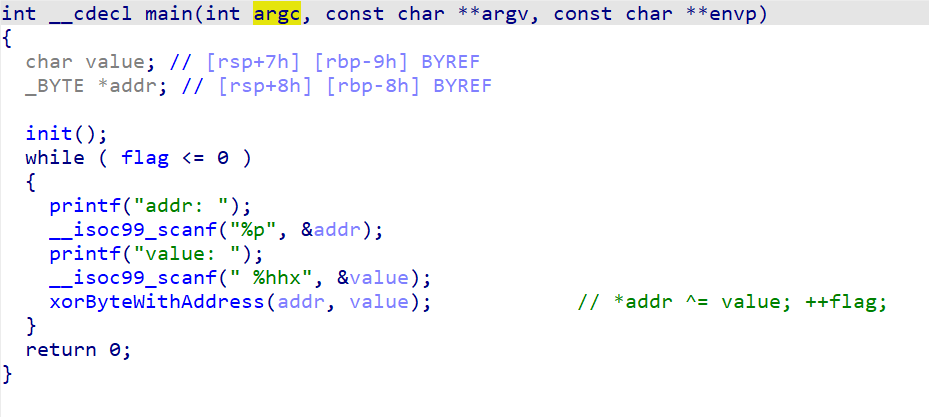 int __cdecl main(int argc, const char **argv, const char **envp)
{
  char value; // [rsp+7h] [rbp-9h] BYREF
  _BYTE *addr; // [rsp+8h] [rbp-8h] BYREF

  init();
  while ( flag <= 0 )
  {
    printf("addr: ");
    __isoc99_scanf("%p", &addr);
    printf("value: ");
    __isoc99_scanf(" %hhx", &value);
    xorByteWithAddress(addr, value);            // *addr ^= value; ++flag;
  }
  return 0;
}